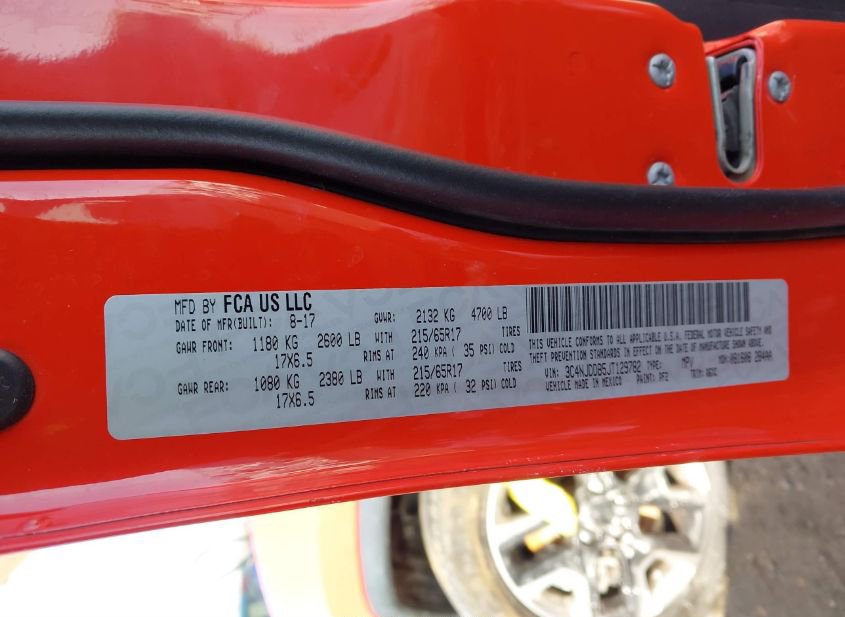 MFD BY FCA US LLC
DATE OF MFR(BUILT): 8-17 GVWR: 2132 KG 4700 LB
GAWR FRONT: 1180 KG 2600 LB WITH 215/65R17 TIRES
17X6.5 RIMS AT 240 KPA ( 35 PSI) COLD
GAWR REAR: 1080 KG 2380 LB WITH 215/65R17 TIRES
17X6.5 RIMS AT 220 KPA ( 32 PSI) COLD
THIS VEHICLE CONFORMS TO ALL APPLICABLE U.S.A. FEDERAL MOTOR VEHICLE SAFETY AND
THEFT PREVENTION STANDARDS IN EFFECT ON THE DATE OF MANUFACTURE SHOWN ABOVE.
VIN: 3C4NJDDB5JT129782 TYPE: MPV MDH: 081608 284AA
VEHICLE MADE IN MEXICO PAINT: PF2 TRIM: